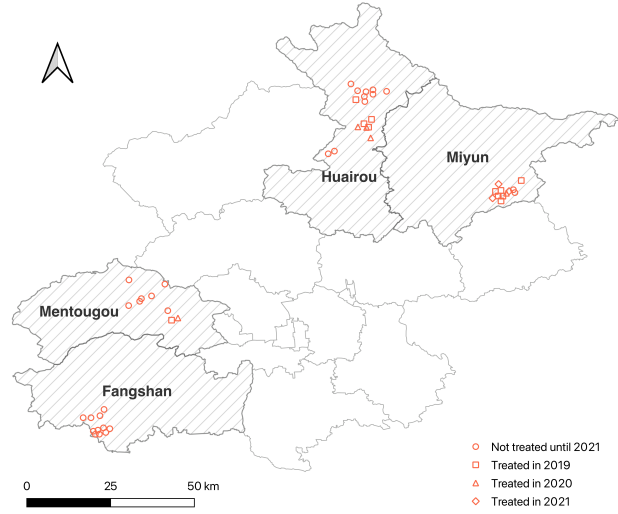 Miyun
Huairou
Mentougou
Fangshan
Not treated until 2021
Treated in 2019
Treated in 2020
Treated in 2021
0 25 50 km